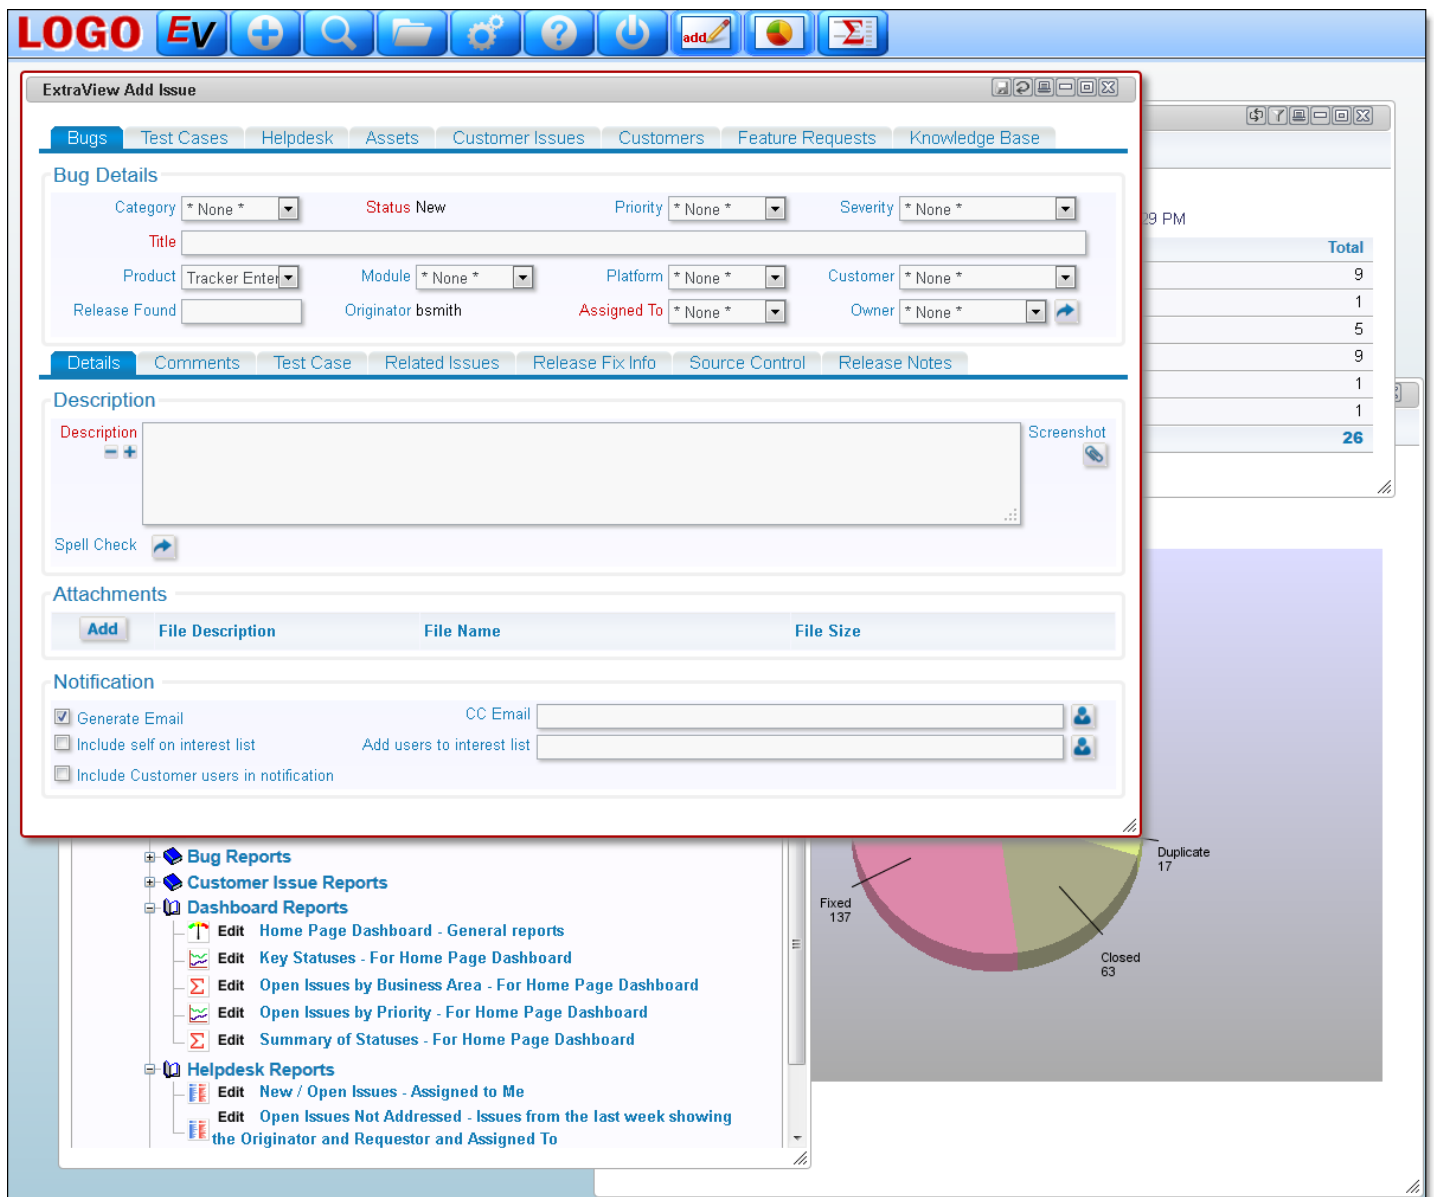 LOGO EV add
ExtraView Add Issue
Bugs Test Cases Helpdesk Assets Customer Issues Customers Feature Requests Knowledge Base
Bug Details
Category * None * Status New Priority * None * Severity * None *
29 PM
Title
Total
Product Tracker Enter Module * None * Platform * None * Customer * None *
9
Release Found Originator bsmith Assigned To * None * Owner * None *
1
5
9
Details Comments Test Case Related Issues Release Fix Info Source Control Release Notes
1
Description
1
Description Screenshot
26
Spell Check
Attachments
Add File Description File Name File Size
Notification
Generate Email CC Email
Include self on interest list Add users to interest list
Include Customer users in notification
Bug Reports
Customer Issue Reports
Dashboard Reports
Edit Home Page Dashboard - General reports
Edit Key Statuses - For Home Page Dashboard
Edit Open Issues by Business Area - For Home Page Dashboard
Edit Open Issues by Priority - For Home Page Dashboard
Edit Summary of Statuses - For Home Page Dashboard
Helpdesk Reports
Edit New / Open Issues - Assigned to Me
Edit Open Issues Not Addressed - Issues from the last week showing
the Originator and Requestor and Assigned To
Duplicate
17
Fixed
137
Closed
63